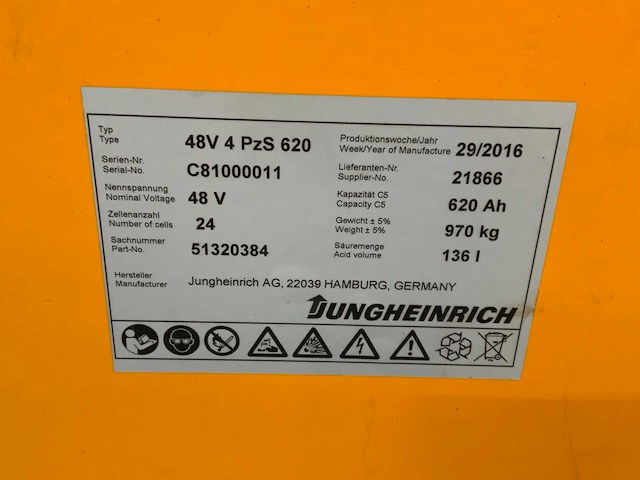 Typ
Type
48V 4 PzS 620
Produktionswoche/Jahr
Week/Year of Manufacture
29/2016
Serien-Nr.
Serial-No.
C81000011
Lieferanten-Nr.
Supplier-No.
21866
Nennspannung
Nominal Voltage
48 V
Kapazität C5
Capacity C5
620 Ah
Zellenanzahl
Number of cells
24
Gewicht ± 5%
Weight ± 5%
970 kg
Sachnummer
Part-No.
51320384
Säuremenge
Acid volume
136 l
Hersteller
Manufacturer
Jungheinrich AG, 22039 HAMBURG, GERMANY
JUNGHEINRICH